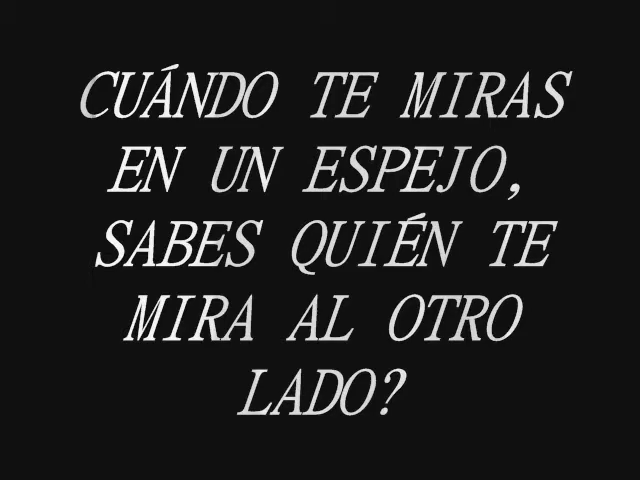 CUÁNDO TE MIRAS
EN UN ESPEJO,
SABES QUIÉN TE
MIRA AL OTRO
LADO?